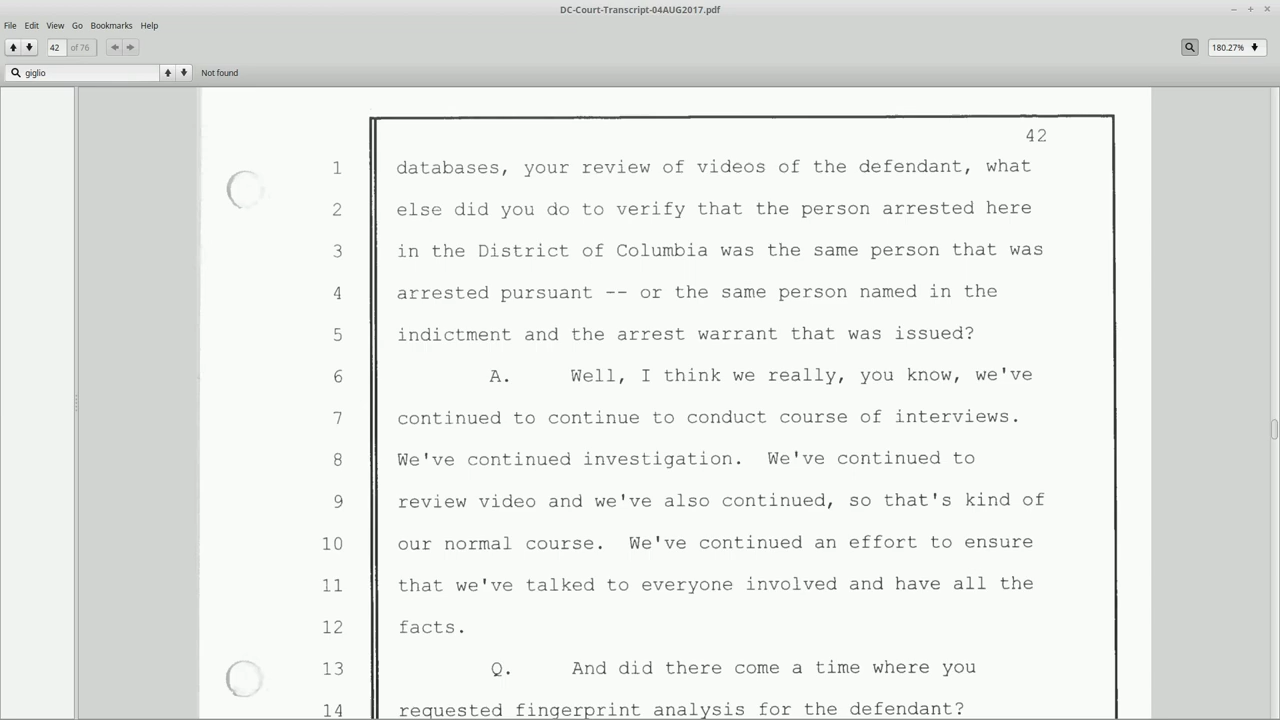 DC-Court-Transcript-04AUG2017.pdf
File Edit View Go Bookmarks Help
42 of 76 180.27%
giglio Not found
42
1 databases, your review of videos of the defendant, what
2 else did you do to verify that the person arrested here
3 in the District of Columbia was the same person that was
4 arrested pursuant -- or the same person named in the
5 indictment and the arrest warrant that was issued?
6 A. Well, I think we really, you know, we've
7 continued to continue to conduct course of interviews.
8 We've continued investigation. We've continued to
9 review video and we've also continued, so that's kind of
10 our normal course. We've continued an effort to ensure
11 that we've talked to everyone involved and have all the
12 facts.
13 Q. And did there come a time where you
14 requested fingerprint analysis for the defendant?